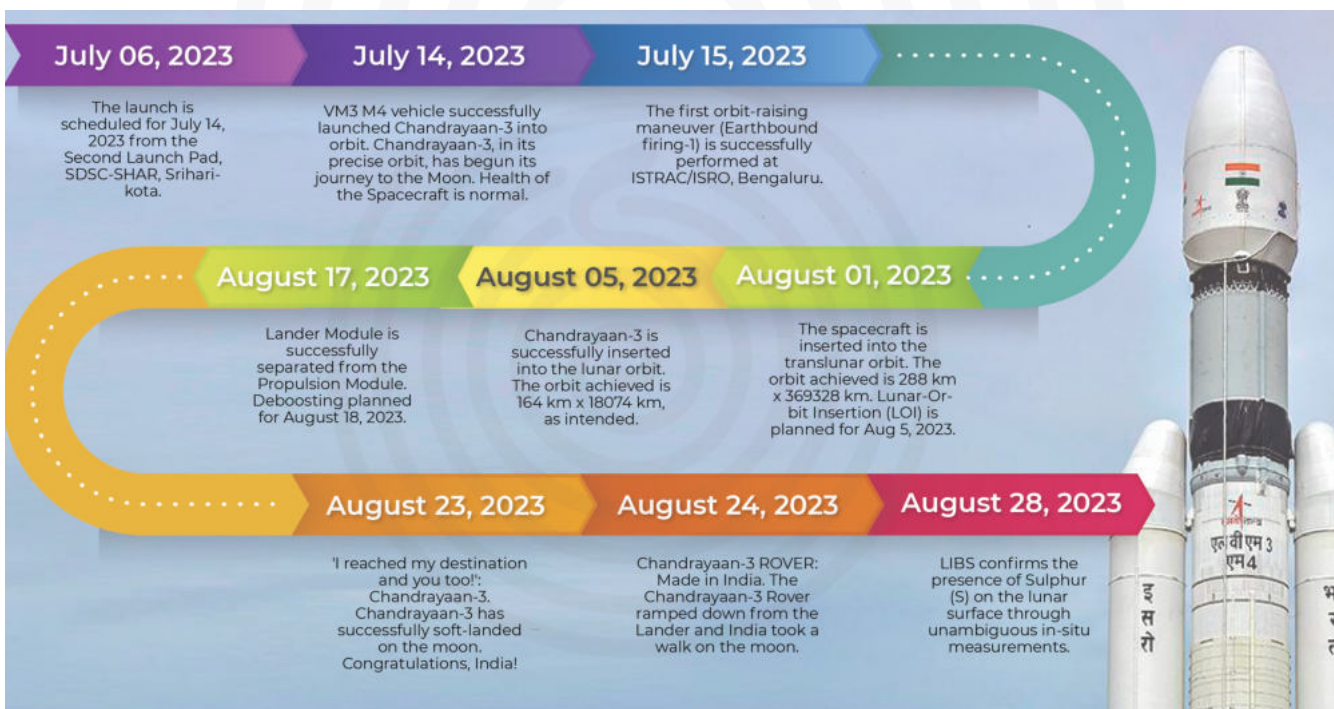 July 06, 2023
The launch is
scheduled for July 14,
2023 from the
Second Launch Pad,
SDSC-SHAR, Srihari-
kota.
July 14, 2023
VM3 M4 vehicle successfully
launched Chandrayaan-3 into
orbit. Chandrayaan-3, in its
precise orbit, has begun its
journey to the Moon. Health of
the Spacecraft is normal.
July 15, 2023
The first orbit-raising
maneuver (Earthbound
firing-1) is successfully
performed at
ISTRAC/ISRO, Bengaluru.
August 01, 2023
The spacecraft is
inserted into the
translunar orbit. The
orbit achieved is 288 km
x 369328 km. Lunar-Or-
bit Insertion (LOI) is
planned for Aug 5, 2023.
August 05, 2023
Chandrayaan-3 is
successfully inserted
into the lunar orbit.
The orbit achieved is
164 km x 18074 km,
as intended.
August 17, 2023
Lander Module is
successfully
separated from the
Propulsion Module.
Deboosting planned
for August 18, 2023.
August 23, 2023
'I reached my destination
and you too!':
Chandrayaan-3.
Chandrayaan-3 has
successfully soft-landed
on the moon.
Congratulations, India!
August 24, 2023
Chandrayaan-3 ROVER:
Made in India. The
Chandrayaan-3 Rover
ramped down from the
Lander and India took a
walk on the moon.
August 28, 2023
LIBS confirms the
presence of Sulphur
(S) on the lunar
surface through
unambiguous in-situ
measurements.
एलवीएम 3
एम4
इसरो